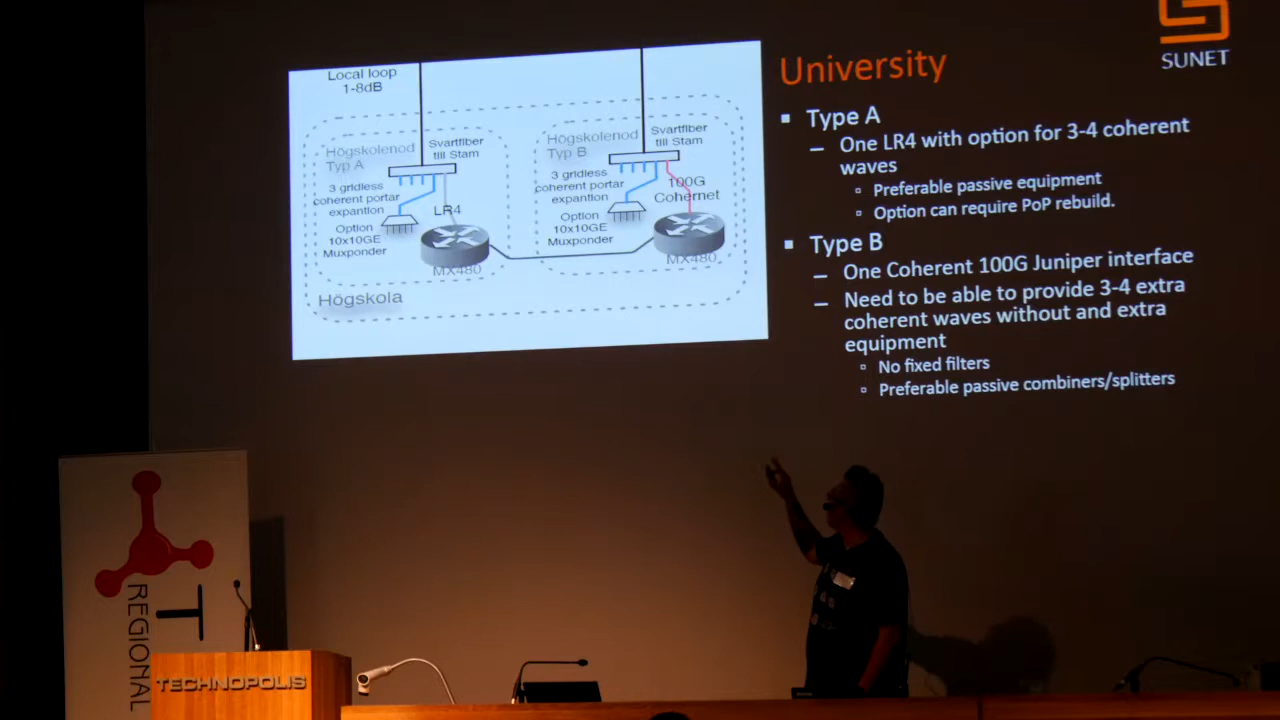 Local loop
1-8dB
Högskolenod
Typ A
Svartfiber
till Stam
3 gridless
coherent portar
expantion
LR4
Option
10x10GE
Muxponder
MX480
Högskolenod
Typ B
Svartfiber
till Stam
3 gridless
coherent portar
expantion
100G
Cohernet
Option
10x10GE
Muxponder
MX480
Högskola
University
SUNET
▪ Type A
– One LR4 with option for 3-4 coherent
waves
▫ Preferable passive equipment
▫ Option can require PoP rebuild.
▪ Type B
– One Coherent 100G Juniper interface
– Need to be able to provide 3-4 extra
coherent waves without and extra
equipment
▫ No fixed filters
▫ Preferable passive combiners/splitters
REGIONAL
TECHNOPOLIS